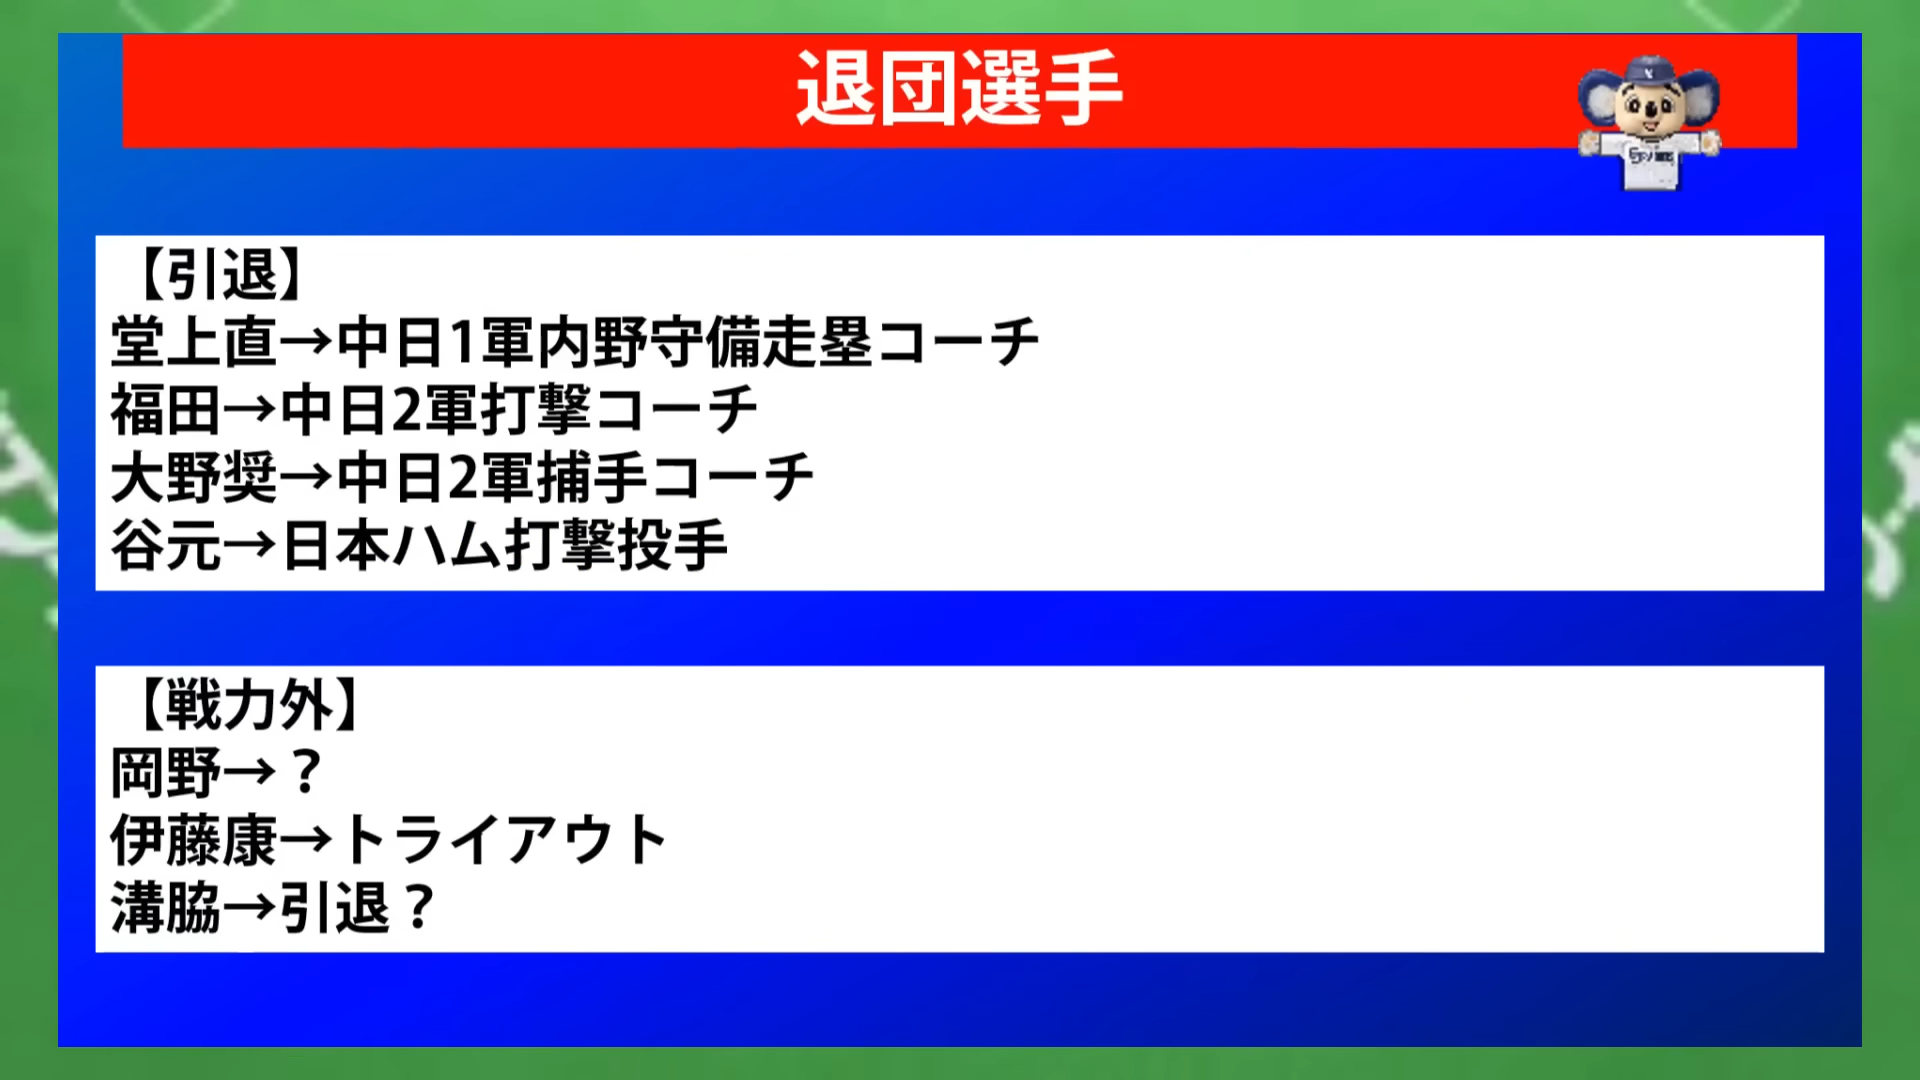 退団選手
【引退】
堂上直→中日1軍内野守備走塁コーチ
福田→中日2軍打撃コーチ
大野奨→中日2軍捕手コーチ
谷元→日本ハム打撃投手
【戦力外】
岡野→？
伊藤康→トライアウト
溝脇→引退？